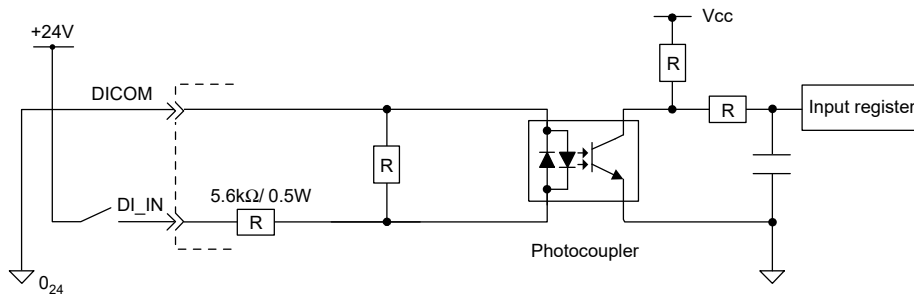 Vcc
+24V
R
DICOM
R
Input register
R
5.6kΩ/ 0.5W
DI_IN
R
Photocoupler
0₂₄